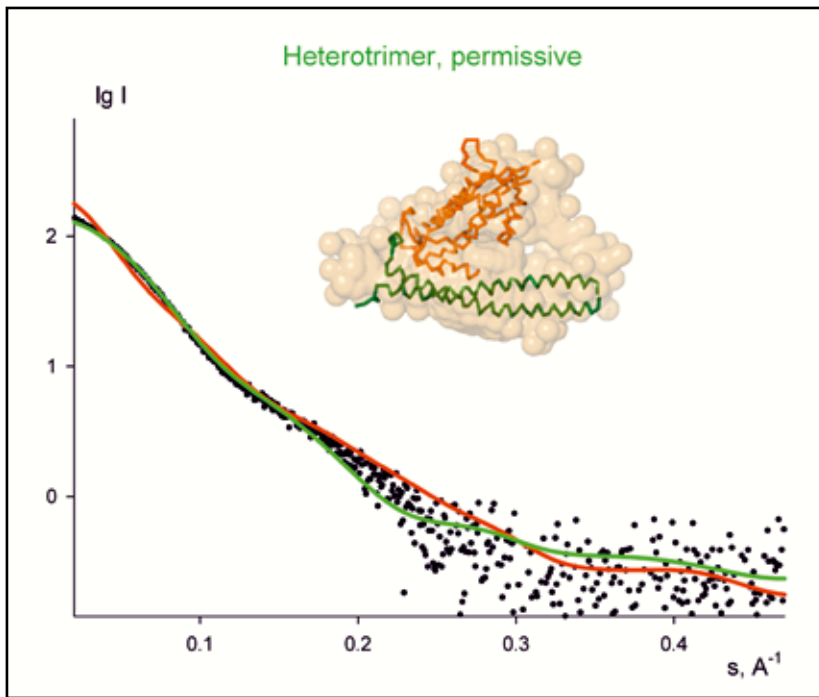 Heterotrimer, permissive
lg I
2
1
0
0.1 0.2 0.3 0.4
s, A⁻¹